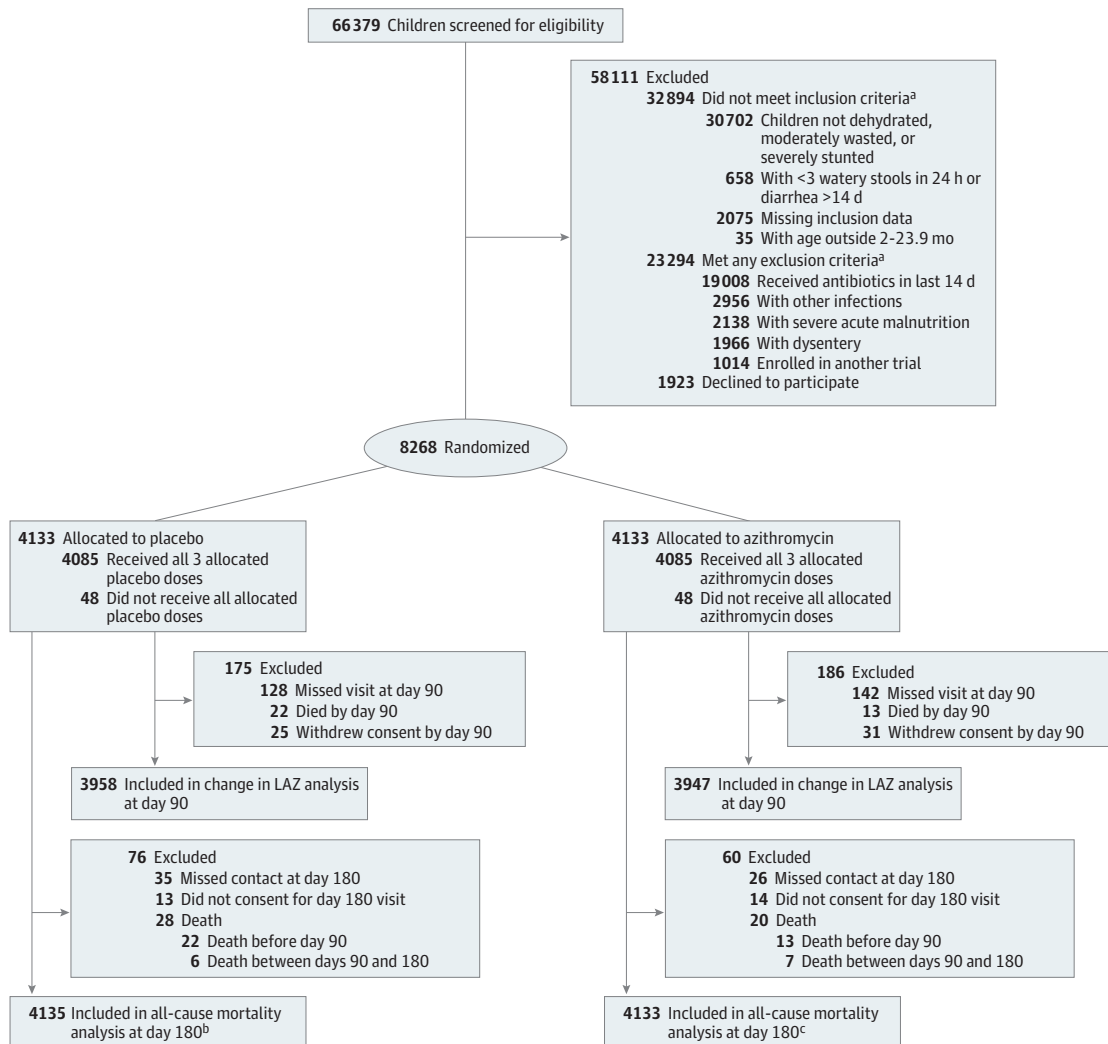 66379 Children screened for eligibility
58111 Excluded
32894 Did not meet inclusion criteriaa
30702 Children not dehydrated,
moderately wasted, or
severely stunted
658 With <3 watery stools in 24 h or
diarrhea >14 d
2075 Missing inclusion data
35 With age outside 2-23.9 mo
23294 Met any exclusion criteriaa
19008 Received antibiotics in last 14 d
2956 With other infections
2138 With severe acute malnutrition
1966 With dysentery
1014 Enrolled in another trial
1923 Declined to participate
8268 Randomized
4133 Allocated to placebo
4085 Received all 3 allocated
placebo doses
48 Did not receive all allocated
placebo doses
175 Excluded
128 Missed visit at day 90
22 Died by day 90
25 Withdrew consent by day 90
3958 Included in change in LAZ analysis
at day 90
76 Excluded
35 Missed contact at day 180
13 Did not consent for day 180 visit
28 Death
22 Death before day 90
6 Death between days 90 and 180
4135 Included in all-cause mortality
analysis at day 180b
4133 Allocated to azithromycin
4085 Received all 3 allocated
azithromycin doses
48 Did not receive all allocated
azithromycin doses
186 Excluded
142 Missed visit at day 90
13 Died by day 90
31 Withdrew consent by day 90
3947 Included in change in LAZ analysis
at day 90
60 Excluded
26 Missed contact at day 180
14 Did not consent for day 180 visit
20 Death
13 Death before day 90
7 Death between days 90 and 180
4133 Included in all-cause mortality
analysis at day 180c